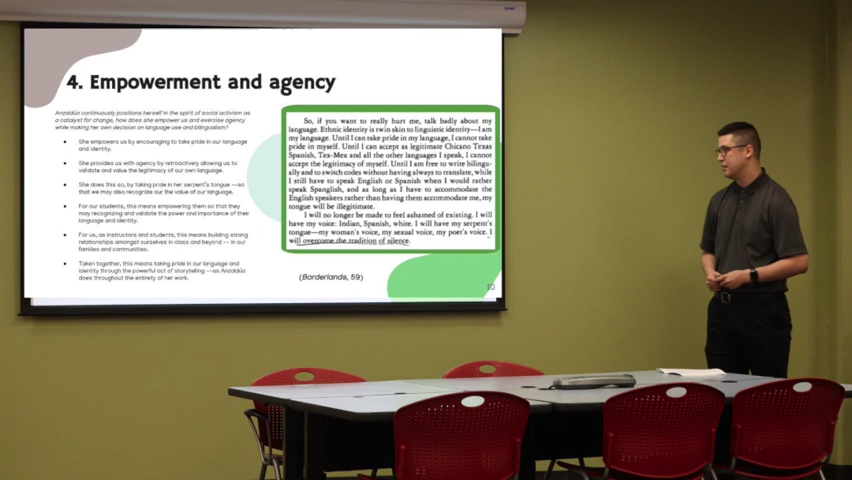 4. Empowerment and agency
Anzaldúa continuously positions herself in the spirit of social activism as
a catalyst for change, how does she empower us and exercise agency
while making her own decision on language use and bilingualism?
She empowers us by encouraging to take pride in our language
and identity.
She provides us with agency by retroactively allowing us to
validate and value the legitimacy of our own language.
She does this so, by taking pride in her serpent's tongue --so
that we may also recognize our the value of our language.
For our students, this means empowering them so that they
may recognizing and validate the power and importance of their
language and identity.
For us, as instructors and students, this means building strong
relationships amongst ourselves in class and beyond -- in our
families and communities.
Taken together, this means taking pride in our language and
identity through the powerful act of storytelling --as Anzaldúa
does throughout the entirety of her work.
So, if you want to really hurt me, talk badly about my
language. Ethnic identity is twin skin to linguistic identity—I am
my language. Until I can take pride in my language, I cannot take
pride in myself. Until I can accept as legitimate Chicano Texas
Spanish, Tex-Mex and all the other languages I speak, I cannot
accept the legitimacy of myself. Until I am free to write bilingu-
ally and to switch codes without having always to translate, while
I still have to speak English or Spanish when I would rather
speak Spanglish, and as long as I have to accommodate the
English speakers rather than having them accommodate me, my
tongue will be illegitimate.
I will no longer be made to feel ashamed of existing. I will
have my voice: Indian, Spanish, white. I will have my serpent's
tongue—my woman's voice, my sexual voice, my poet's voice. I
will overcome the tradition of silence.
(Borderlands, 59)
10